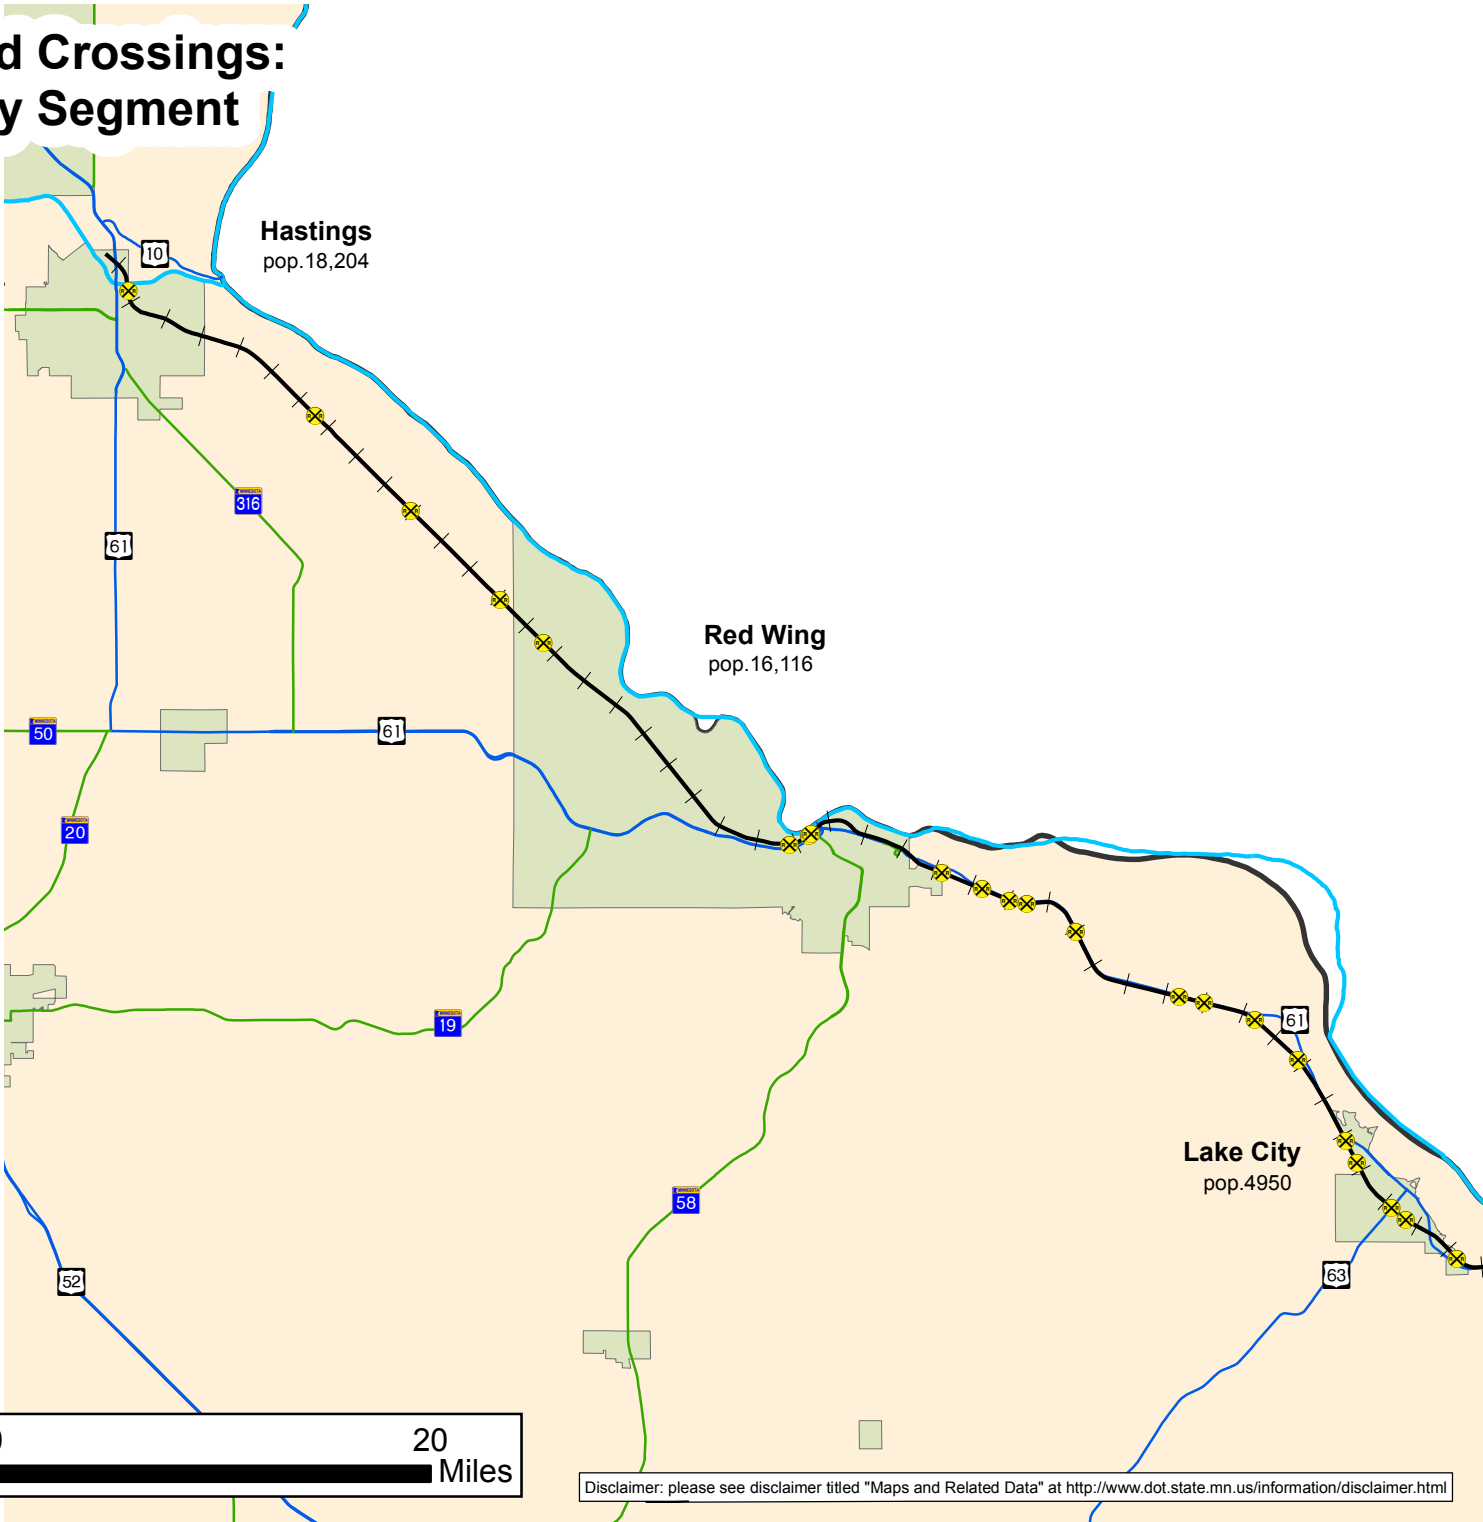 d Crossings:
y Segment
Hastings
pop.18,204
10
316
61
Red Wing
pop.16,116
50
61
20
19
61
Lake City
pop.4950
58
63
52
20
Miles
Disclaimer: please see disclaimer titled "Maps and Related Data" at http://www.dot.state.mn.us/information/disclaimer.html